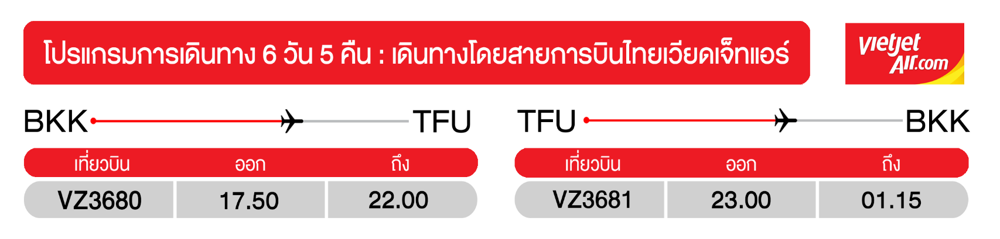 โปรแกรมการเดินทาง 6 วัน 5 คืน : เดินทางโดยสายการบินไทยเวียดเจ็ทแอร์
vietjet
Air.com
BKK TFU
เที่ยวบิน ออก ถึง
VZ3680 17.50 22.00
TFU BKK
เที่ยวบิน ออก ถึง
VZ3681 23.00 01.15